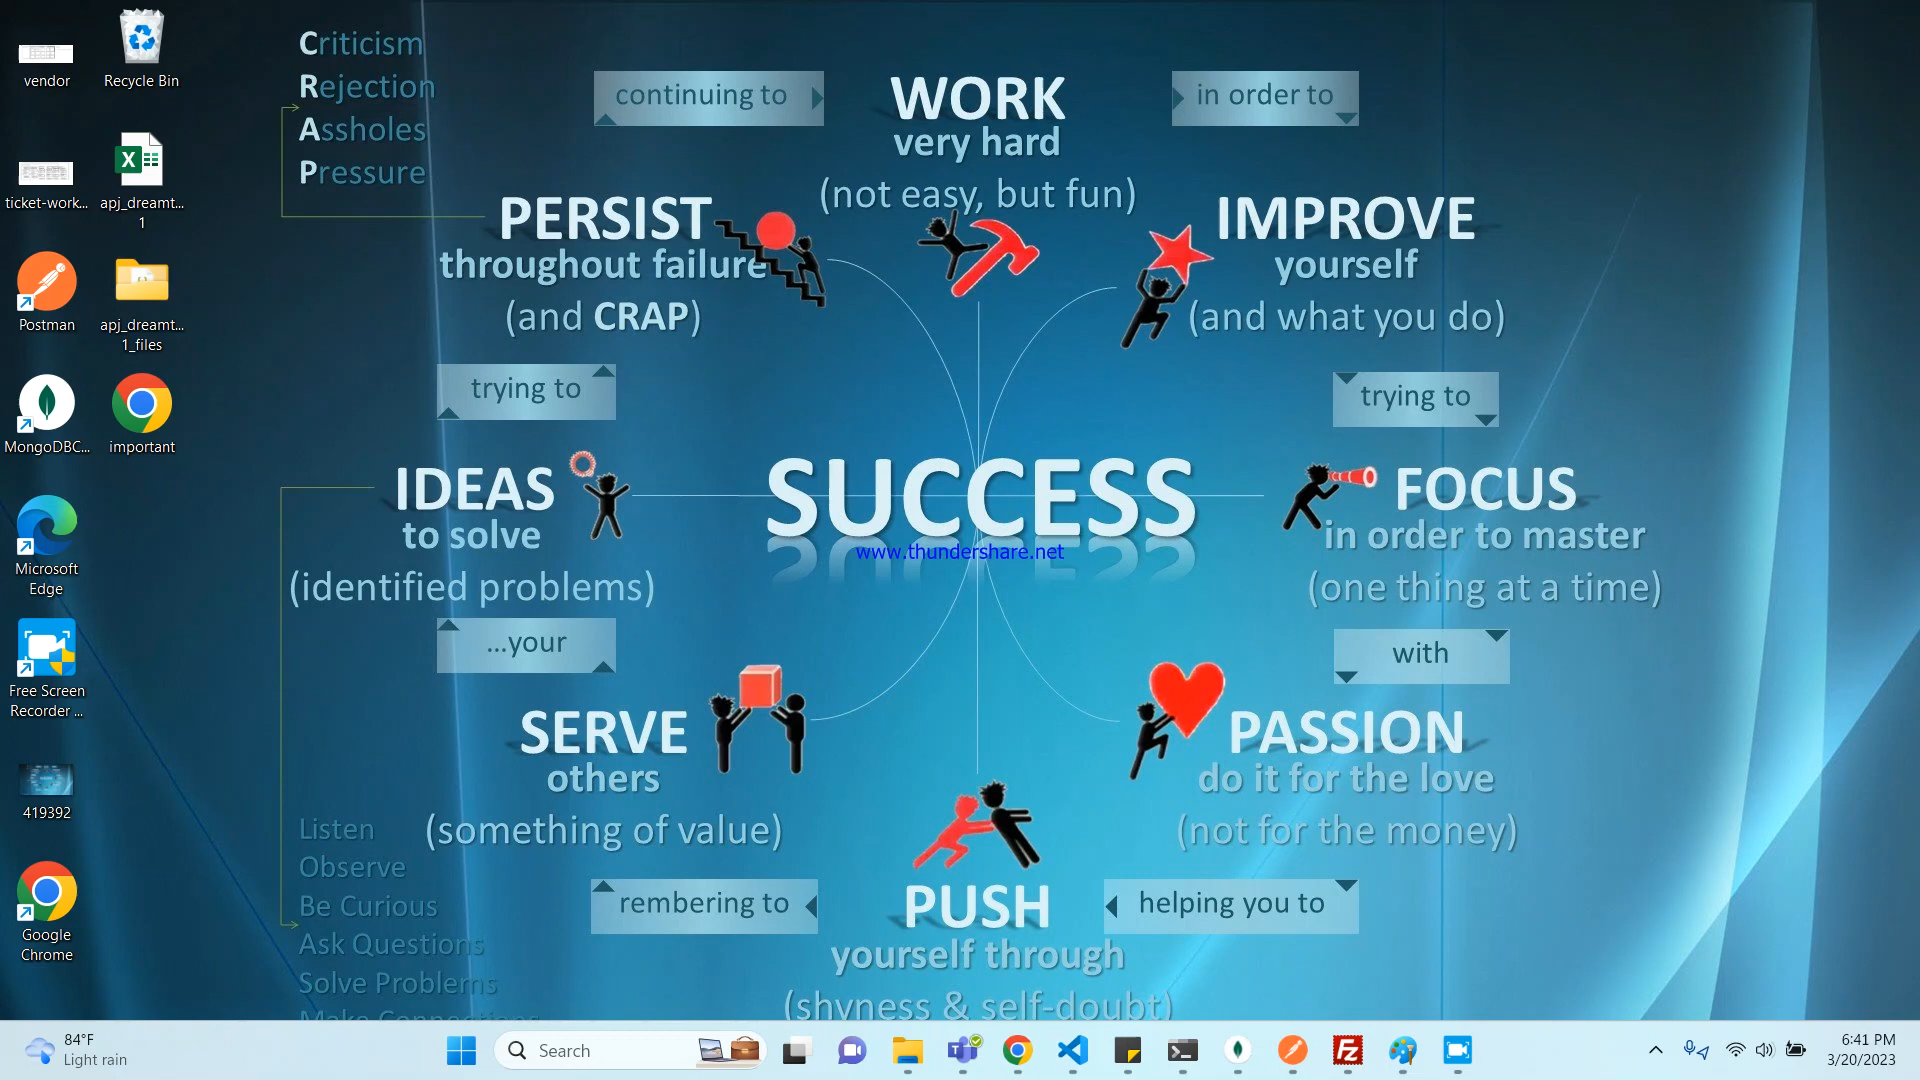 vendor
Recycle Bin
ticket-work...
apj_dreamt...
1
Postman
apj_dreamt...
1_files
MongoDBC...
important
Microsoft
Edge
Free Screen
Recorder ...
419392
Google
Chrome
Criticism
Rejection
Assholes
Pressure
continuing to
WORK
very hard
(not easy, but fun)
in order to
PERSIST
throughout failure
(and CRAP)
IMPROVE
yourself
(and what you do)
trying to
trying to
IDEAS
to solve
(identified problems)
SUCCESS
www.thundershare.net
FOCUS
in order to master
(one thing at a time)
...your
with
SERVE
others
(something of value)
PASSION
do it for the love
(not for the money)
Listen
Observe
Be Curious
Ask Questions
Solve Problems
Make Connections
rembering to
PUSH
yourself through
(shyness & self-doubt)
helping you to
84°F
Light rain
Search
6:41 PM
3/20/2023